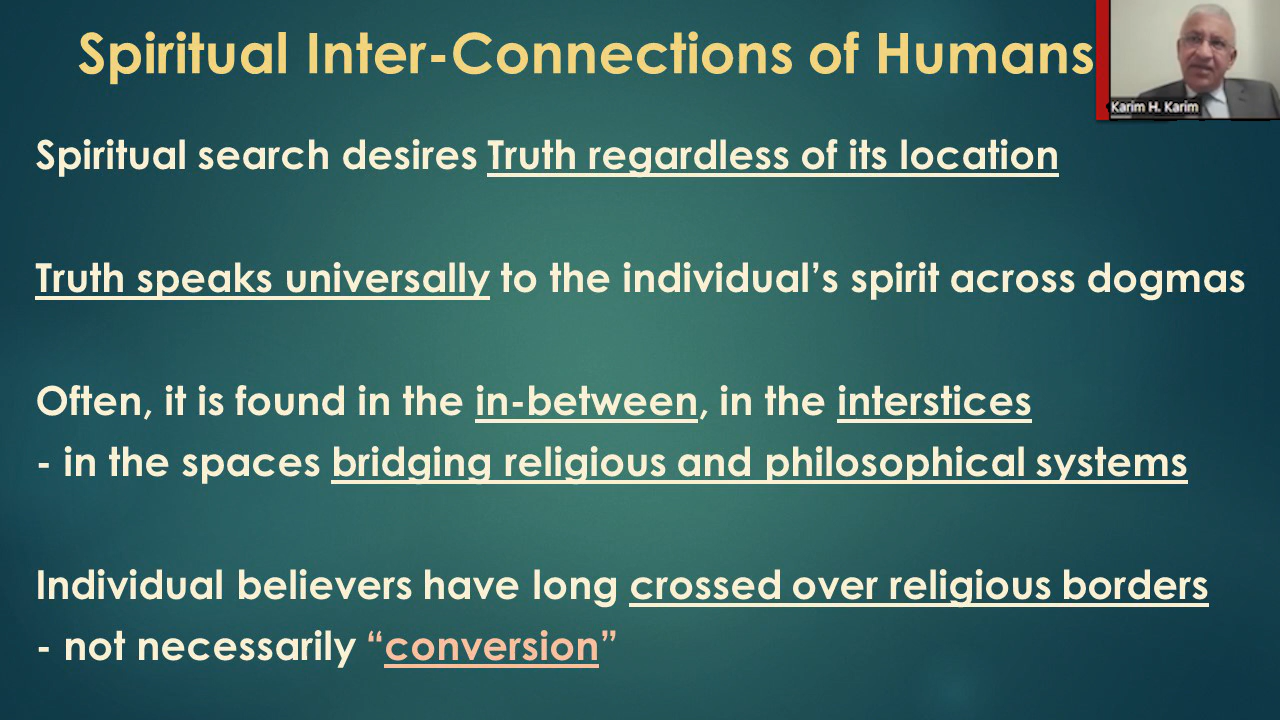 Spiritual Inter-Connections of Humans
Karim H. Karim
Spiritual search desires Truth regardless of its location
Truth speaks universally to the individual’s spirit across dogmas
Often, it is found in the in-between, in the interstices
- in the spaces bridging religious and philosophical systems
Individual believers have long crossed over religious borders
- not necessarily “conversion”